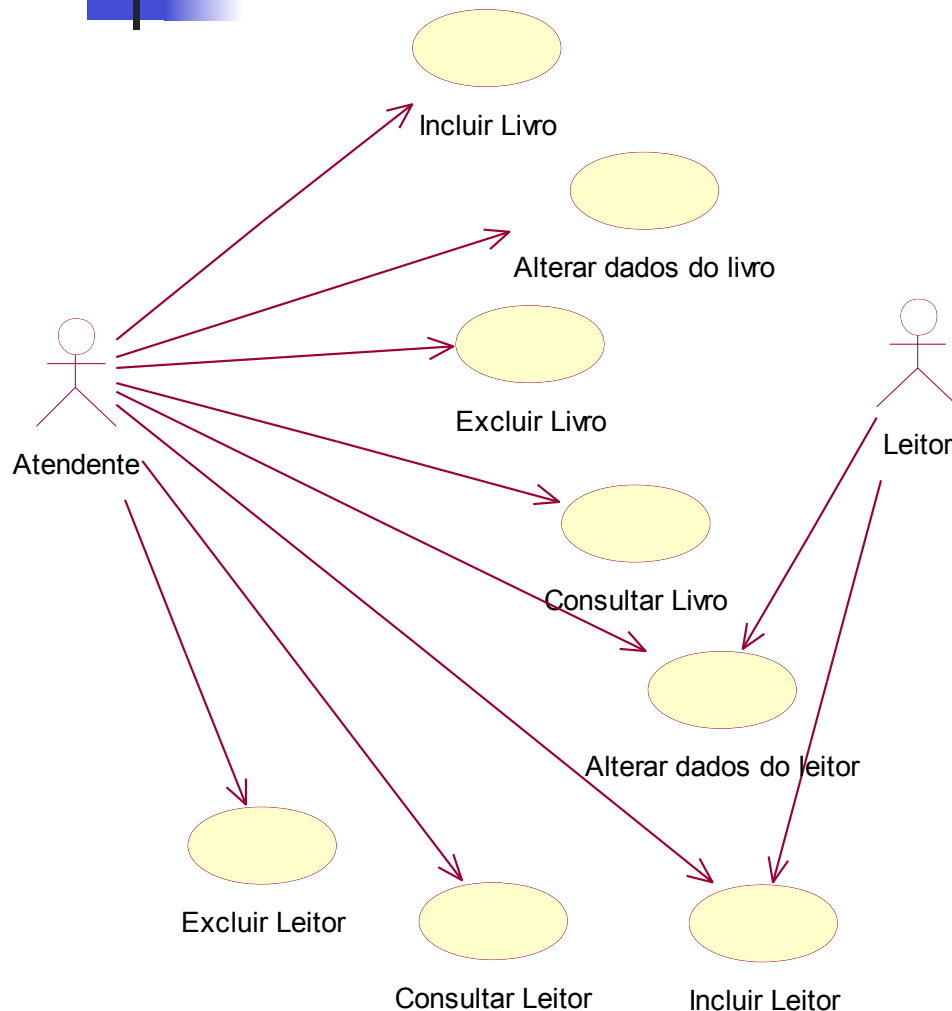 Incluir Livro
Alterar dados do livro
Excluir Livro
Atendente
Leitor
Consultar Livro
Alterar dados do leitor
Excluir Leitor
Consultar Leitor
Incluir Leitor